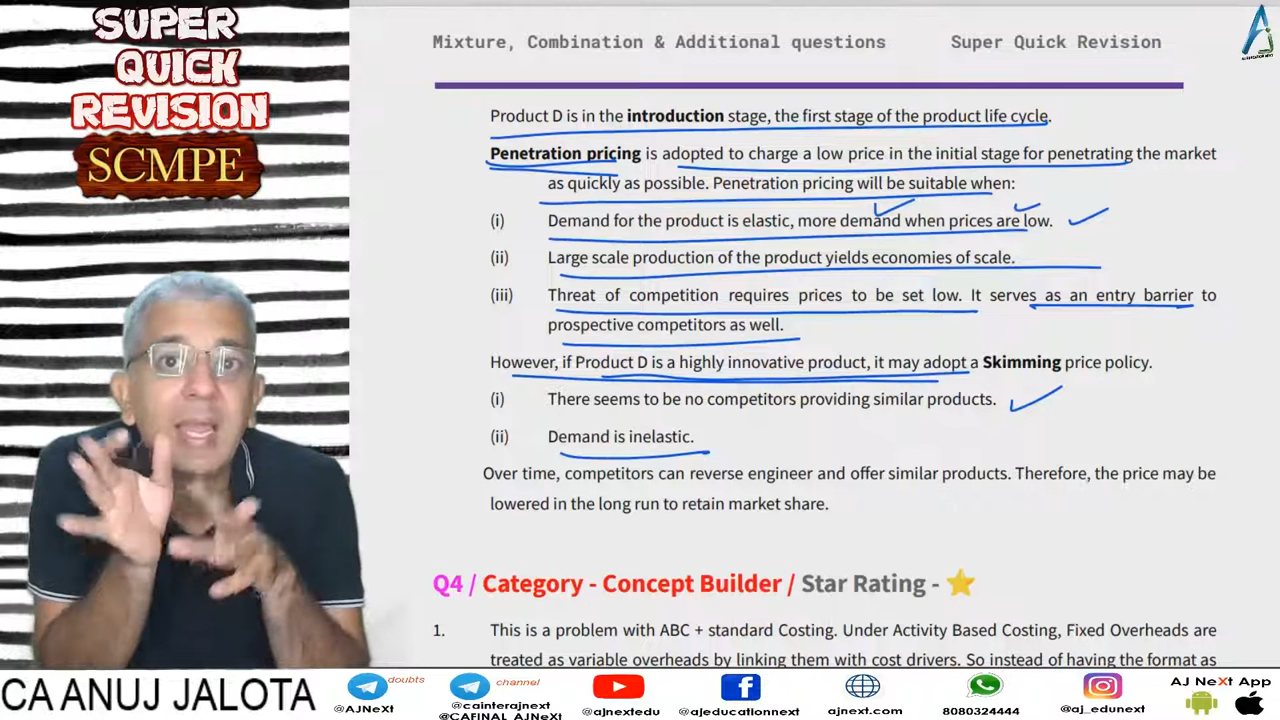 SUPER
QUICK
REVISION
SCMPE
Mixture, Combination & Additional questions Super Quick Revision
Product D is in the introduction stage, the first stage of the product life cycle.
Penetration pricing is adopted to charge a low price in the initial stage for penetrating the market
as quickly as possible. Penetration pricing will be suitable when:
(i) Demand for the product is elastic, more demand when prices are low.
(ii) Large scale production of the product yields economies of scale.
(iii) Threat of competition requires prices to be set low. It serves as an entry barrier to
prospective competitors as well.
However, if Product D is a highly innovative product, it may adopt a Skimming price policy.
(i) There seems to be no competitors providing similar products.
(ii) Demand is inelastic.
Over time, competitors can reverse engineer and offer similar products. Therefore, the price may be
lowered in the long run to retain market share.
Q4 / Category - Concept Builder / Star Rating -
1. This is a problem with ABC + standard Costing. Under Activity Based Costing, Fixed Overheads are
treated as variable overheads by linking them with cost drivers. So instead of having the format as
CA ANUJ JALOTA
doubts
@AJNeXt
channel
@cainterajnext
@CAFINAL_AJNeXt
@ajnextedu
@ajeducationnext
ajnext.com
8080324444
@aj_edunext
AJ NeXt App